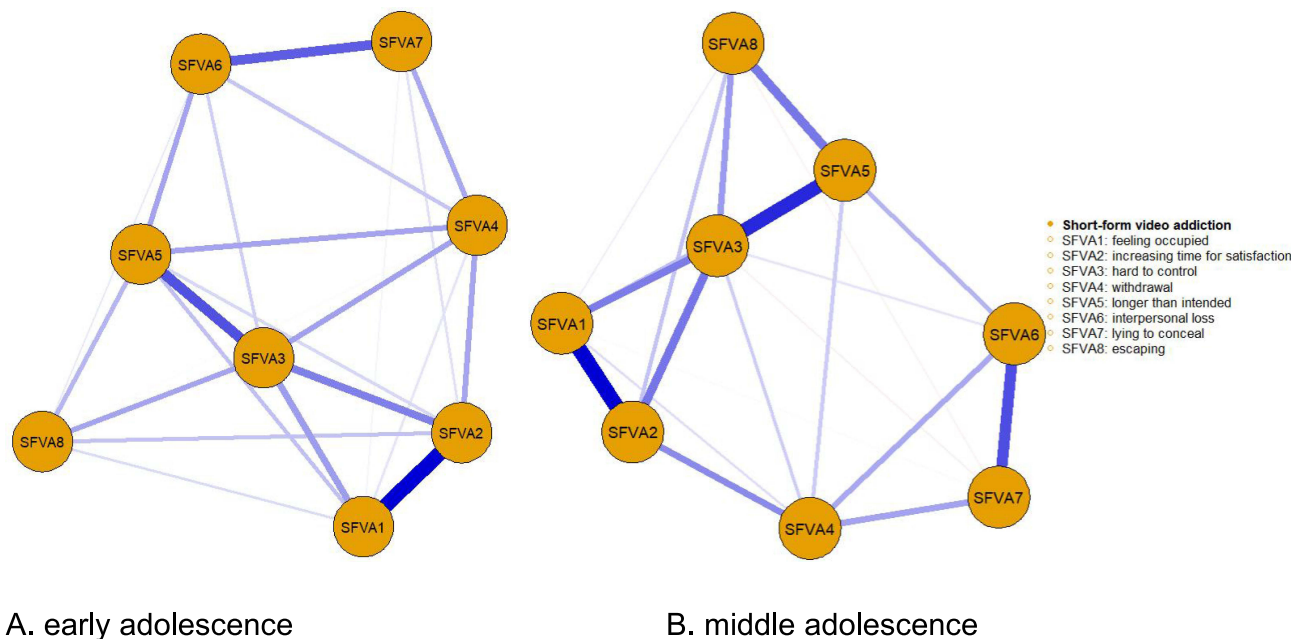 SFVA7
SFVA6
SFVA4
SFVA5
SFVA3
SFVA2
SFVA8
SFVA1
SFVA8
SFVA5
SFVA3
SFVA1
SFVA6
SFVA2
SFVA7
SFVA4
Short-form video addiction
SFVA1: feeling occupied
SFVA2: increasing time for satisfaction
SFVA3: hard to control
SFVA4: withdrawal
SFVA5: longer than intended
SFVA6: interpersonal loss
SFVA7: lying to conceal
SFVA8: escaping
A. early adolescence
B. middle adolescence